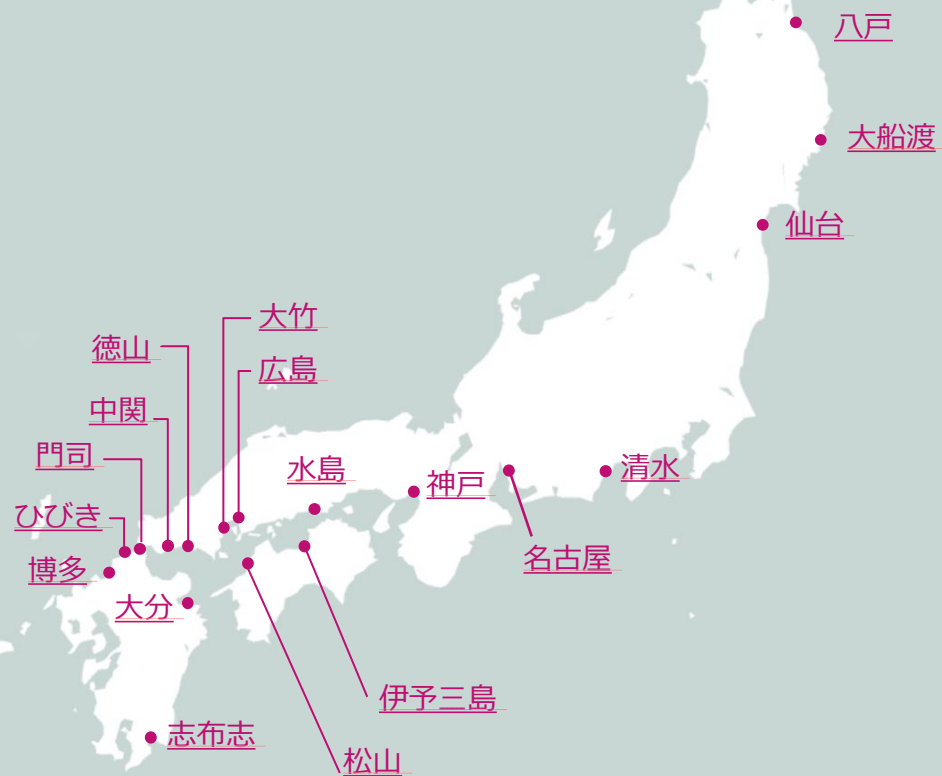 八戸
大船渡
仙台
大竹
徳山
広島
中関
門司
水島
清水
神戸
ひびき
名古屋
博多
大分
伊予三島
志布志
松山